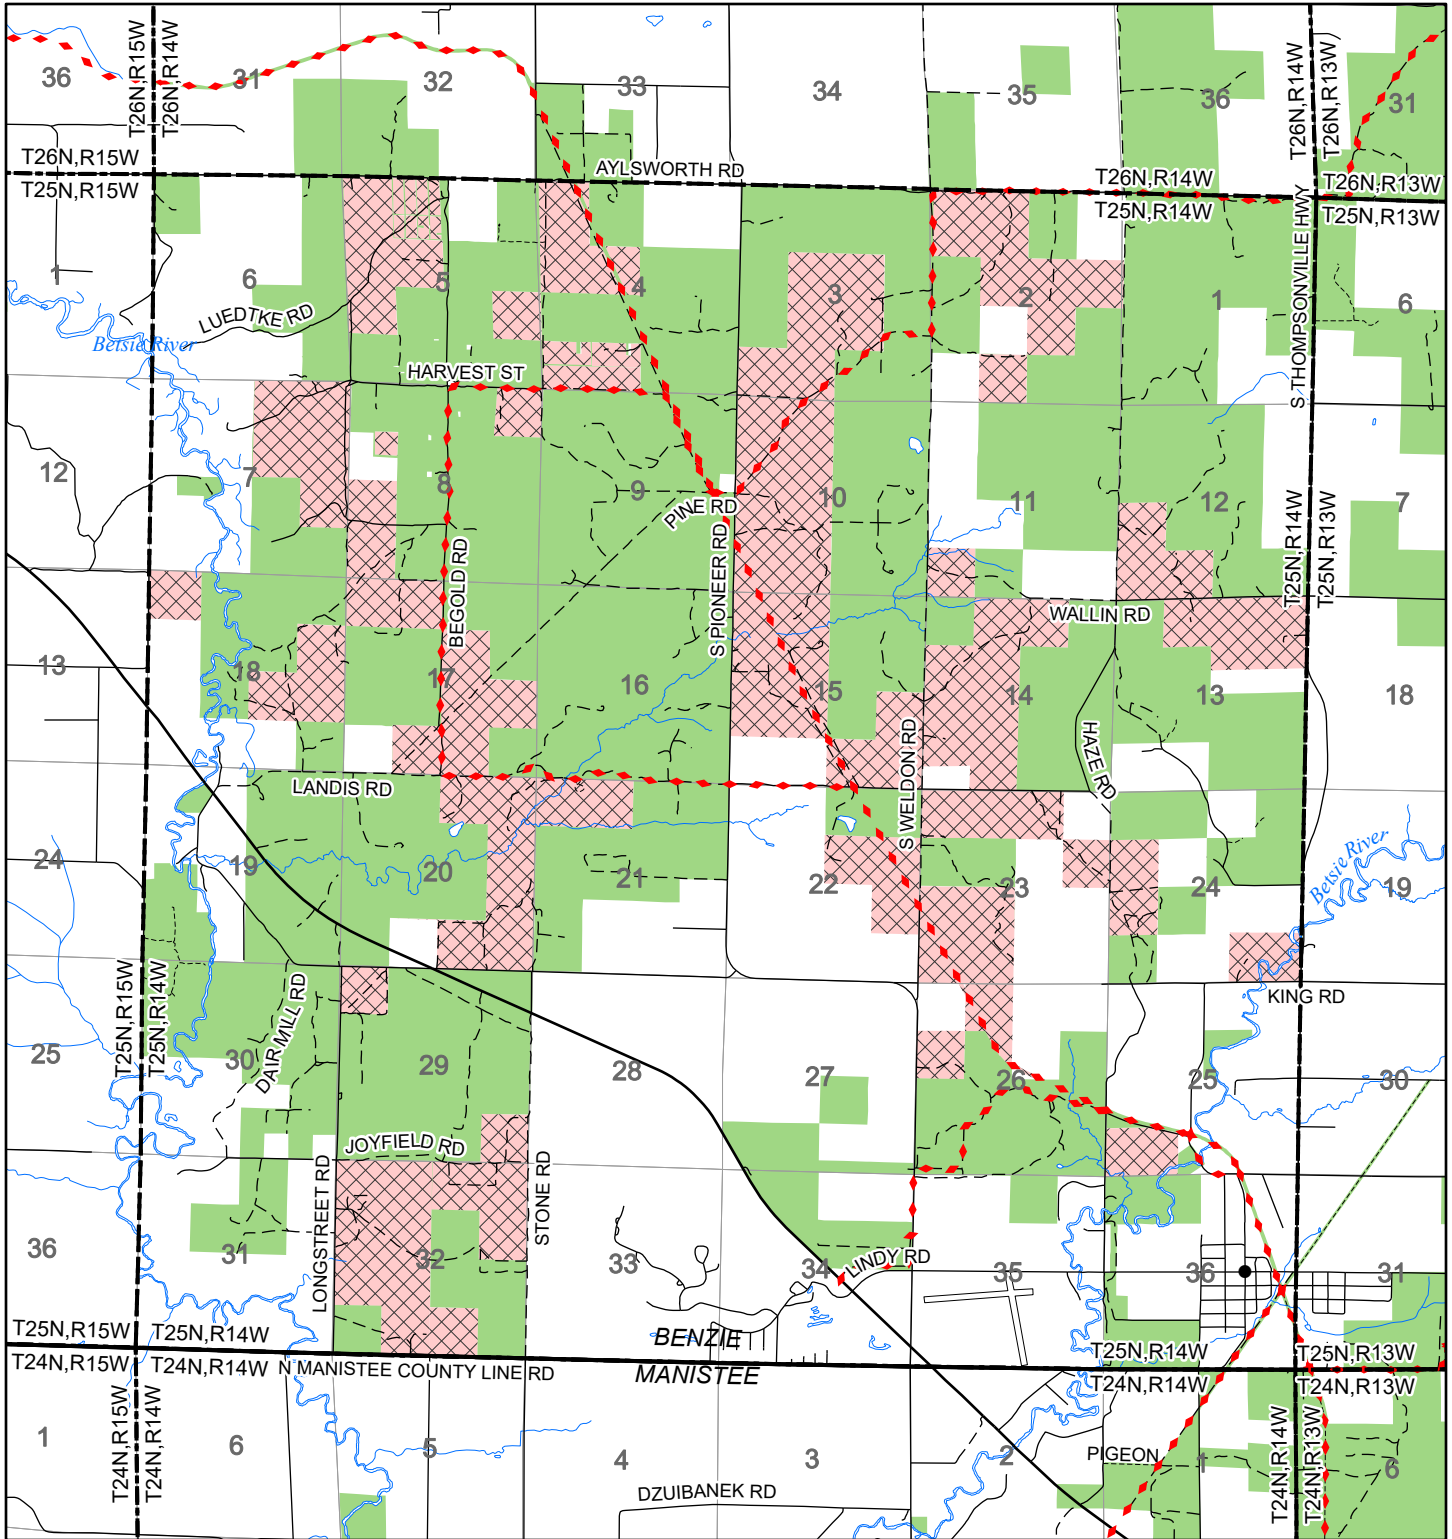 36
31
32
33
34
35
36
31
T26N,R15W
T26N,R14W
T26N,R14W
T26N,R13W
T26N,R15W
T25N,R15W
AYLSWORTH RD
T26N,R14W
T25N,R14W
T26N,R13W
T25N,R13W
1
6
5
4
3
2
1
6
LUEDTKE RD
Betsie River
HARVEST ST
S THOMPSONVILLE HWY
12
7
8
9
10
11
12
7
PINE RD
BEGOLD RD
S PIONEER RD
T25N,R14W
T25N,R13W
WALLIN RD
13
18
17
16
15
14
13
18
LANDIS RD
S WELDON RD
HAZE RD
24
19
20
21
22
23
24
19
Betsie River
T25N,R15W
T25N,R14W
DAIR MILL RD
KING RD
25
30
29
28
27
26
25
30
JOYFIELD RD
LONGSTREET RD
STONE RD
36
31
32
33
34
LINDY RD
35
36
31
T25N,R15W
T25N,R14W
BENZIE
T25N,R14W
T25N,R13W
T24N,R15W
T24N,R14W
N MANISTEE COUNTY LINE RD
MANISTEE
T24N,R14W
T24N,R13W
T24N,R15W
T24N,R14W
T24N,R14W
T24N,R13W
1
6
5
4
3
2
PIGEON
1
6
DZUIBANEK RD